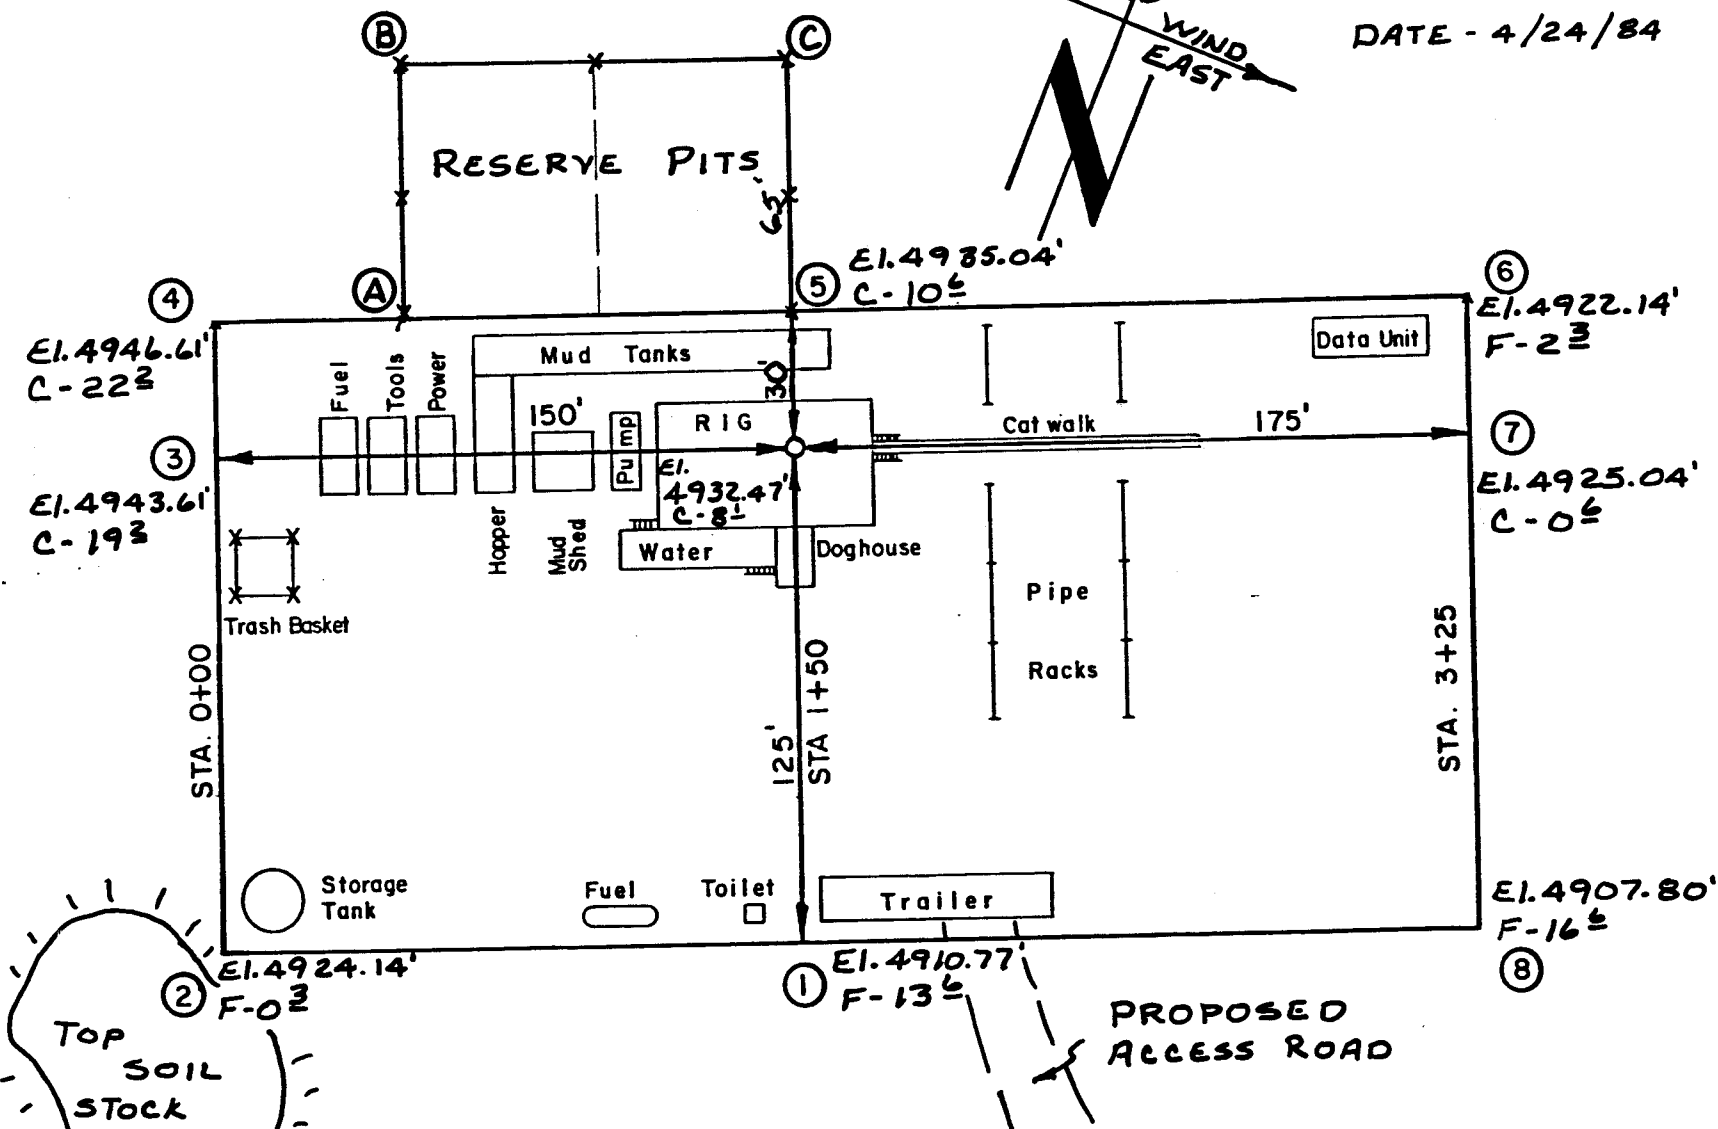 DATE - 4/24/84
WIND
EAST
N
B
C
RESERVE PITS
65'
A
4
5
El. 4935.04'
C-10⁶
6
El. 4946.61'
C-22²
El. 4922.14'
F-2³
Fuel
Tools
Power
Mud Tanks
30'
Data Unit
150'
Pump
RIG
Cat walk
175'
3
7
El.
4932.47'
C-8¹
El. 4943.61'
C-19²
El. 4925.04'
C-0⁶
Hopper
Mud
Shed
Water
Doghouse
Pipe
Racks
Trash Basket
STA. 0+00
125'
STA 1+50
STA. 3+25
Storage
Tank
Fuel
Toilet
Trailer
El. 4907.80'
F-16⁶
2
El. 4924.14'
F-0³
1
El. 4910.77'
F-13⁶
8
TOP
SOIL
STOCK
PROPOSED
ACCESS ROAD